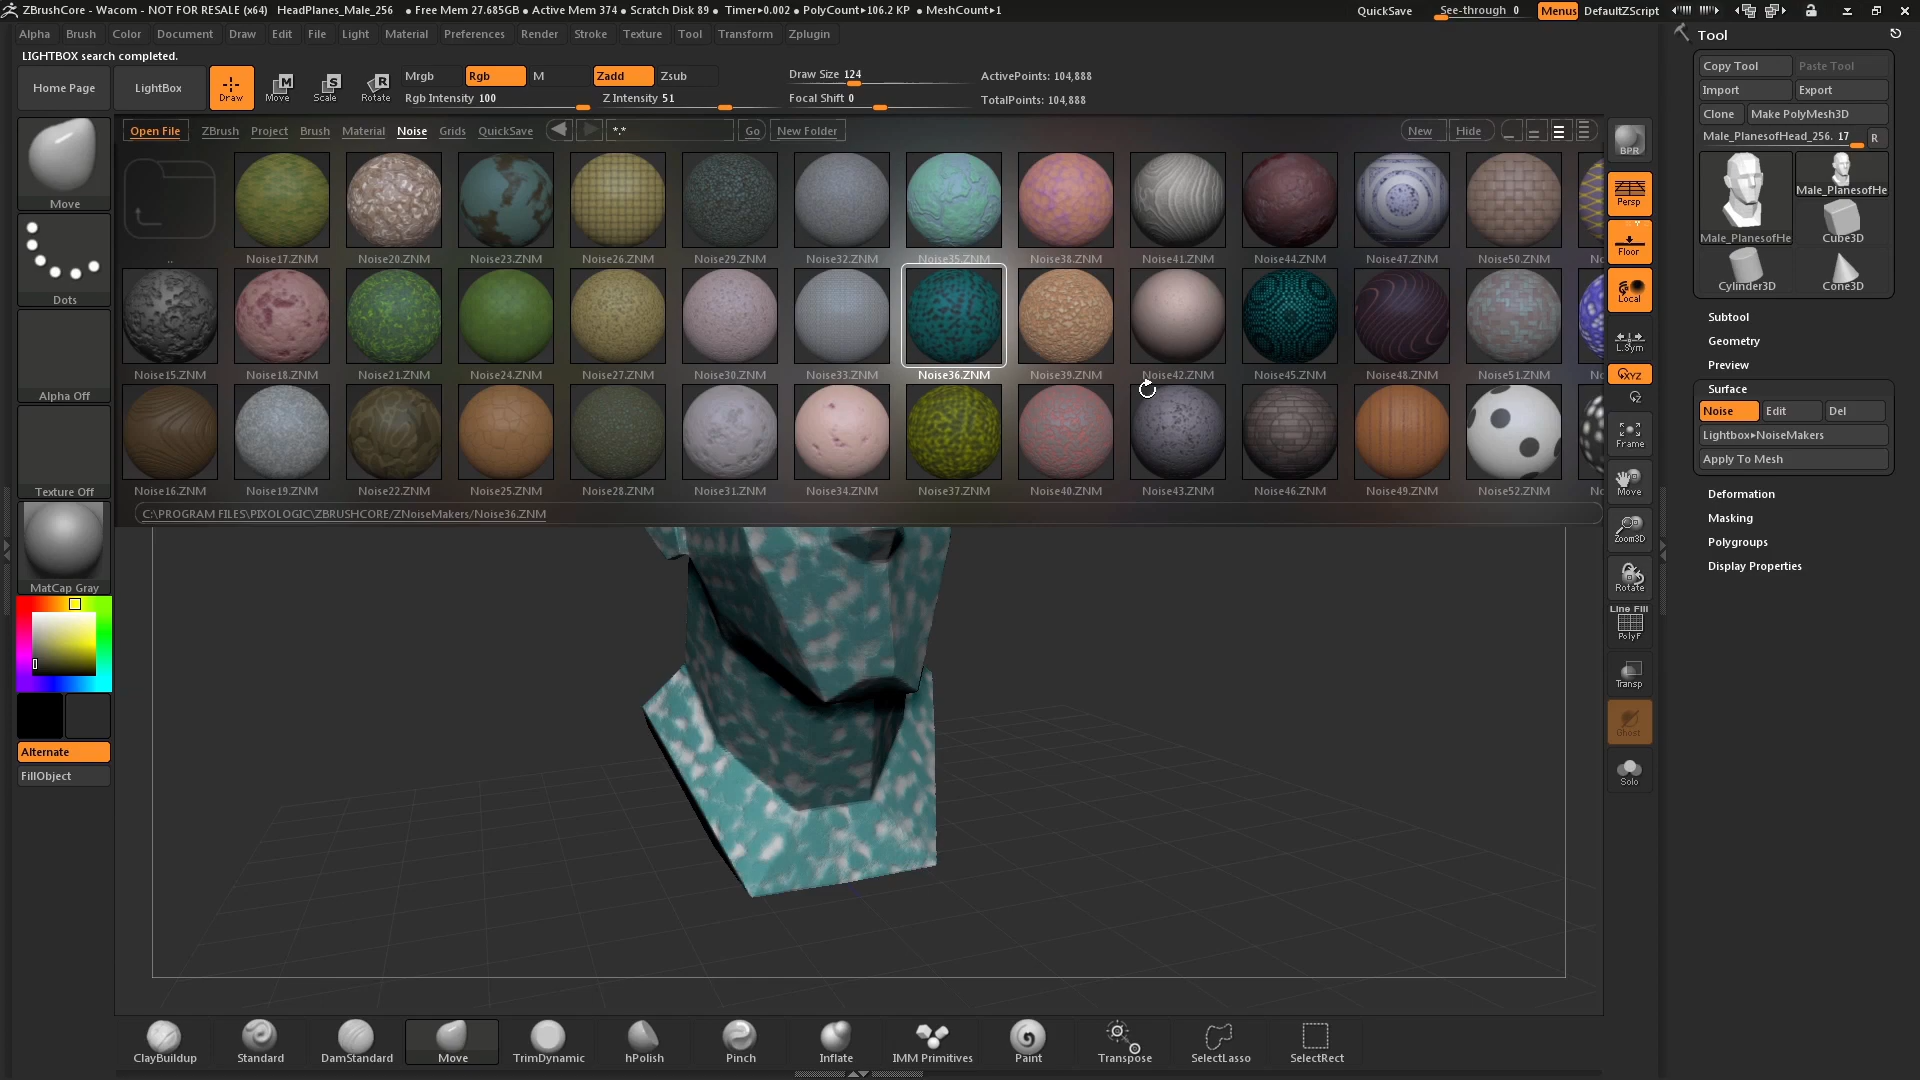 ZBrushCore - Wacom - NOT FOR RESALE (x64) HeadPlanes_Male_256 ● Free Mem 27.685GB ● Active Mem 374 ● Scratch Disk 89 ● Timer▸0.002 ● PolyCount▸106.2 KP ● MeshCount▸1 QuickSave See-through 0 Menus DefaultZScript
Alpha Brush Color Document Draw Edit File Light Material Preferences Render Stroke Texture Tool Transform Zplugin
LIGHTBOX search completed.
Home Page LightBox Draw Move Scale Rotate
Mrgb Rgb M Zadd Zsub Draw Size 124 ActivePoints: 104,888
Rgb Intensity 100 Z Intensity 51 Focal Shift 0 TotalPoints: 104,888
Open File ZBrush Project Brush Material Noise Grids QuickSave *.* Go New Folder New Hide
.. Noise17.ZNM Noise20.ZNM Noise23.ZNM Noise26.ZNM Noise29.ZNM Noise32.ZNM Noise35.ZNM Noise38.ZNM Noise41.ZNM Noise44.ZNM Noise47.ZNM Noise50.ZNM
Noise15.ZNM Noise18.ZNM Noise21.ZNM Noise24.ZNM Noise27.ZNM Noise30.ZNM Noise33.ZNM Noise36.ZNM Noise39.ZNM Noise42.ZNM Noise45.ZNM Noise48.ZNM Noise51.ZNM
Noise16.ZNM Noise19.ZNM Noise22.ZNM Noise25.ZNM Noise28.ZNM Noise31.ZNM Noise34.ZNM Noise37.ZNM Noise40.ZNM Noise43.ZNM Noise46.ZNM Noise49.ZNM Noise52.ZNM
C:\PROGRAM FILES\PIXOLOGIC\ZBRUSHCORE/ZNoiseMakers/Noise36.ZNM
Move
Dots
Alpha Off
Texture Off
MatCap Gray
Alternate
FillObject
BPR
Persp
Floor
Local
L.Sym
XYZ
Frame
Move
Zoom3D
Rotate
Line Fill
PolyF
Transp
Ghost
Solo
Tool
Copy Tool Paste Tool
Import Export
Clone Make PolyMesh3D
Male_PlanesofHead_256. 17 R
Male_PlanesofHe
Male_PlanesofHe Cube3D
Cylinder3D Cone3D
Subtool
Geometry
Preview
Surface
Noise Edit Del
Lightbox▸NoiseMakers
Apply To Mesh
Deformation
Masking
Polygroups
Display Properties
ClayBuildup Standard DamStandard Move TrimDynamic hPolish Pinch Inflate IMM Primitives Paint Transpose SelectLasso SelectRect